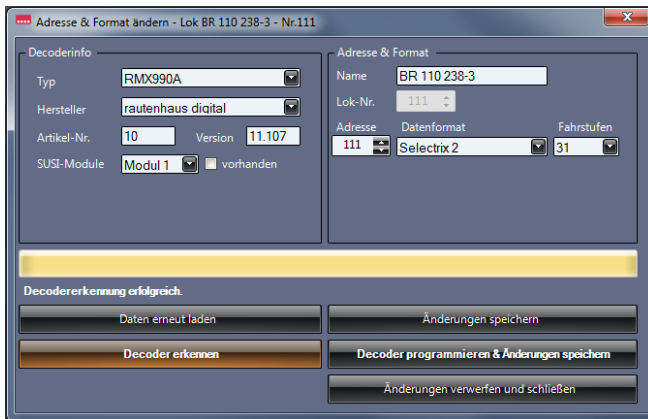 Adresse & Format ändern - Lok BR 110 238-3 - Nr.111
Decoderinfo
Typ RMX990A
Hersteller rautenhaus digital
Artikel-Nr. 10 Version 11.107
SUSI-Module Modul 1 vorhanden
Adresse & Format
Name BR 110 238-3
Lok-Nr. 111
Adresse Datenformat Fahrstufen
111 Selectrix 2 31
Decodererkennung erfolgreich.
Daten erneut laden
Änderungen speichern
Decoder erkennen
Decoder programmieren & Änderungen speichern
Änderungen verwerfen und schließen